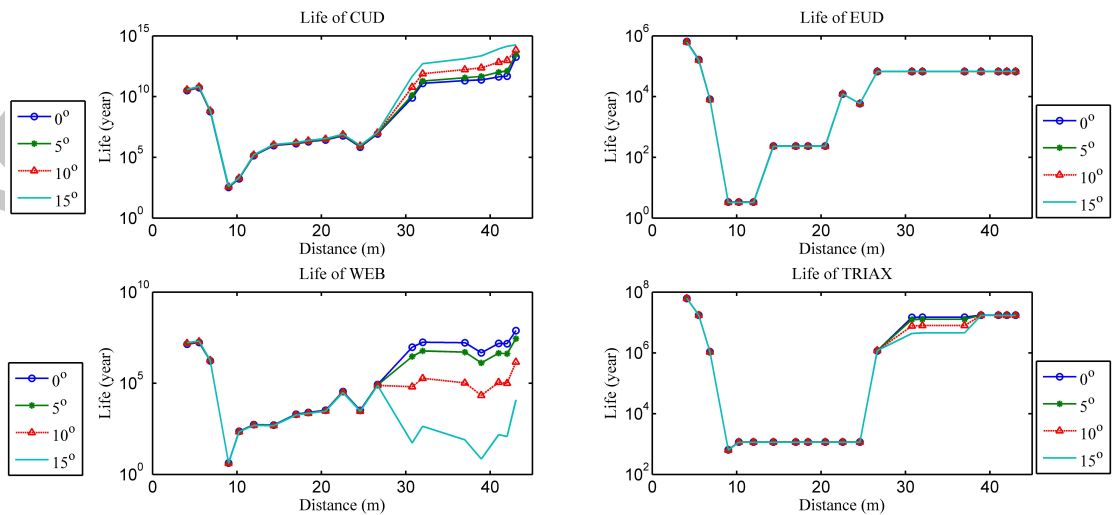 Life of CUD
10^15
10^10
10^5
10^0
Life (year)
0 10 20 30 40
Distance (m)
0°
5°
10°
15°
Life of EUD
10^6
10^4
10^2
10^0
Life (year)
0 10 20 30 40
Distance (m)
0°
5°
10°
15°
Life of WEB
10^10
10^5
10^0
Life (year)
0 10 20 30 40
Distance (m)
0°
5°
10°
15°
Life of TRIAX
10^8
10^6
10^4
10^2
Life (year)
0 10 20 30 40
Distance (m)
0°
5°
10°
15°